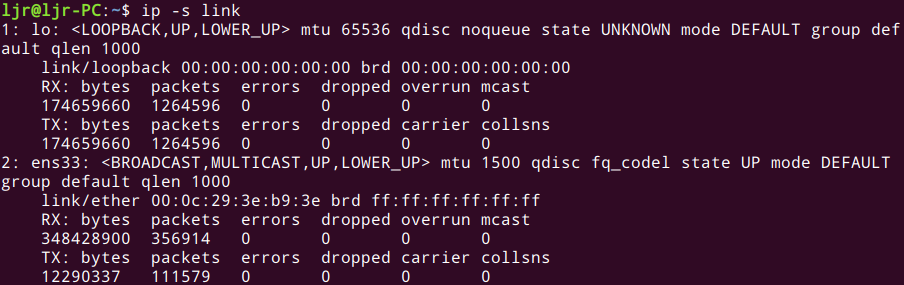 ljr@ljr-PC:~$ ip -s link
1: lo: <LOOPBACK,UP,LOWER_UP> mtu 65536 qdisc noqueue state UNKNOWN mode DEFAULT group def
ault qlen 1000
    link/loopback 00:00:00:00:00:00 brd 00:00:00:00:00:00
    RX: bytes  packets  errors  dropped overrun mcast
    174659660  1264596  0       0       0       0
    TX: bytes  packets  errors  dropped carrier collsns
    174659660  1264596  0       0       0       0
2: ens33: <BROADCAST,MULTICAST,UP,LOWER_UP> mtu 1500 qdisc fq_codel state UP mode DEFAULT
group default qlen 1000
    link/ether 00:0c:29:3e:b9:3e brd ff:ff:ff:ff:ff:ff
    RX: bytes  packets  errors  dropped overrun mcast
    348428900  356914   0       0       0       0
    TX: bytes  packets  errors  dropped carrier collsns
    12290337   111579   0       0       0       0